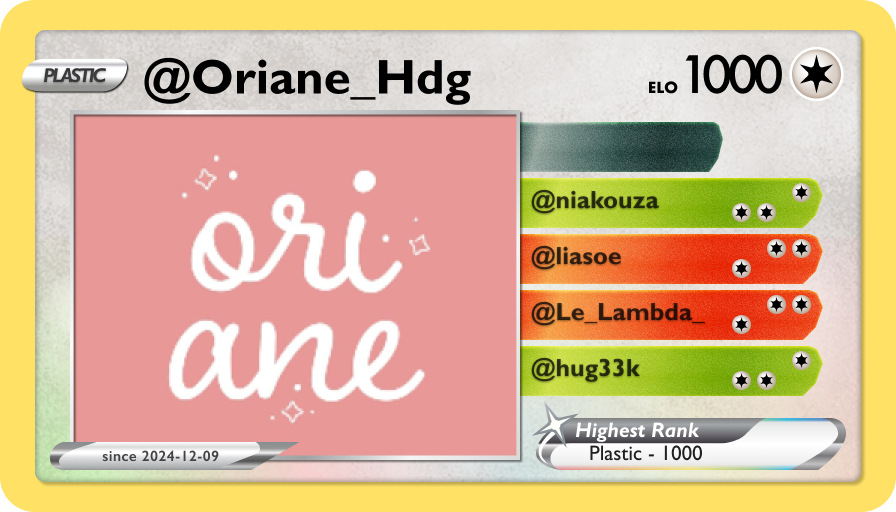 PLASTIC
@Oriane_Hdg
ELO 1000
ori
ane
@niakouza
@liasoe
@Le_Lambda_
@hug33k
Highest Rank
Plastic - 1000
since 2024-12-09